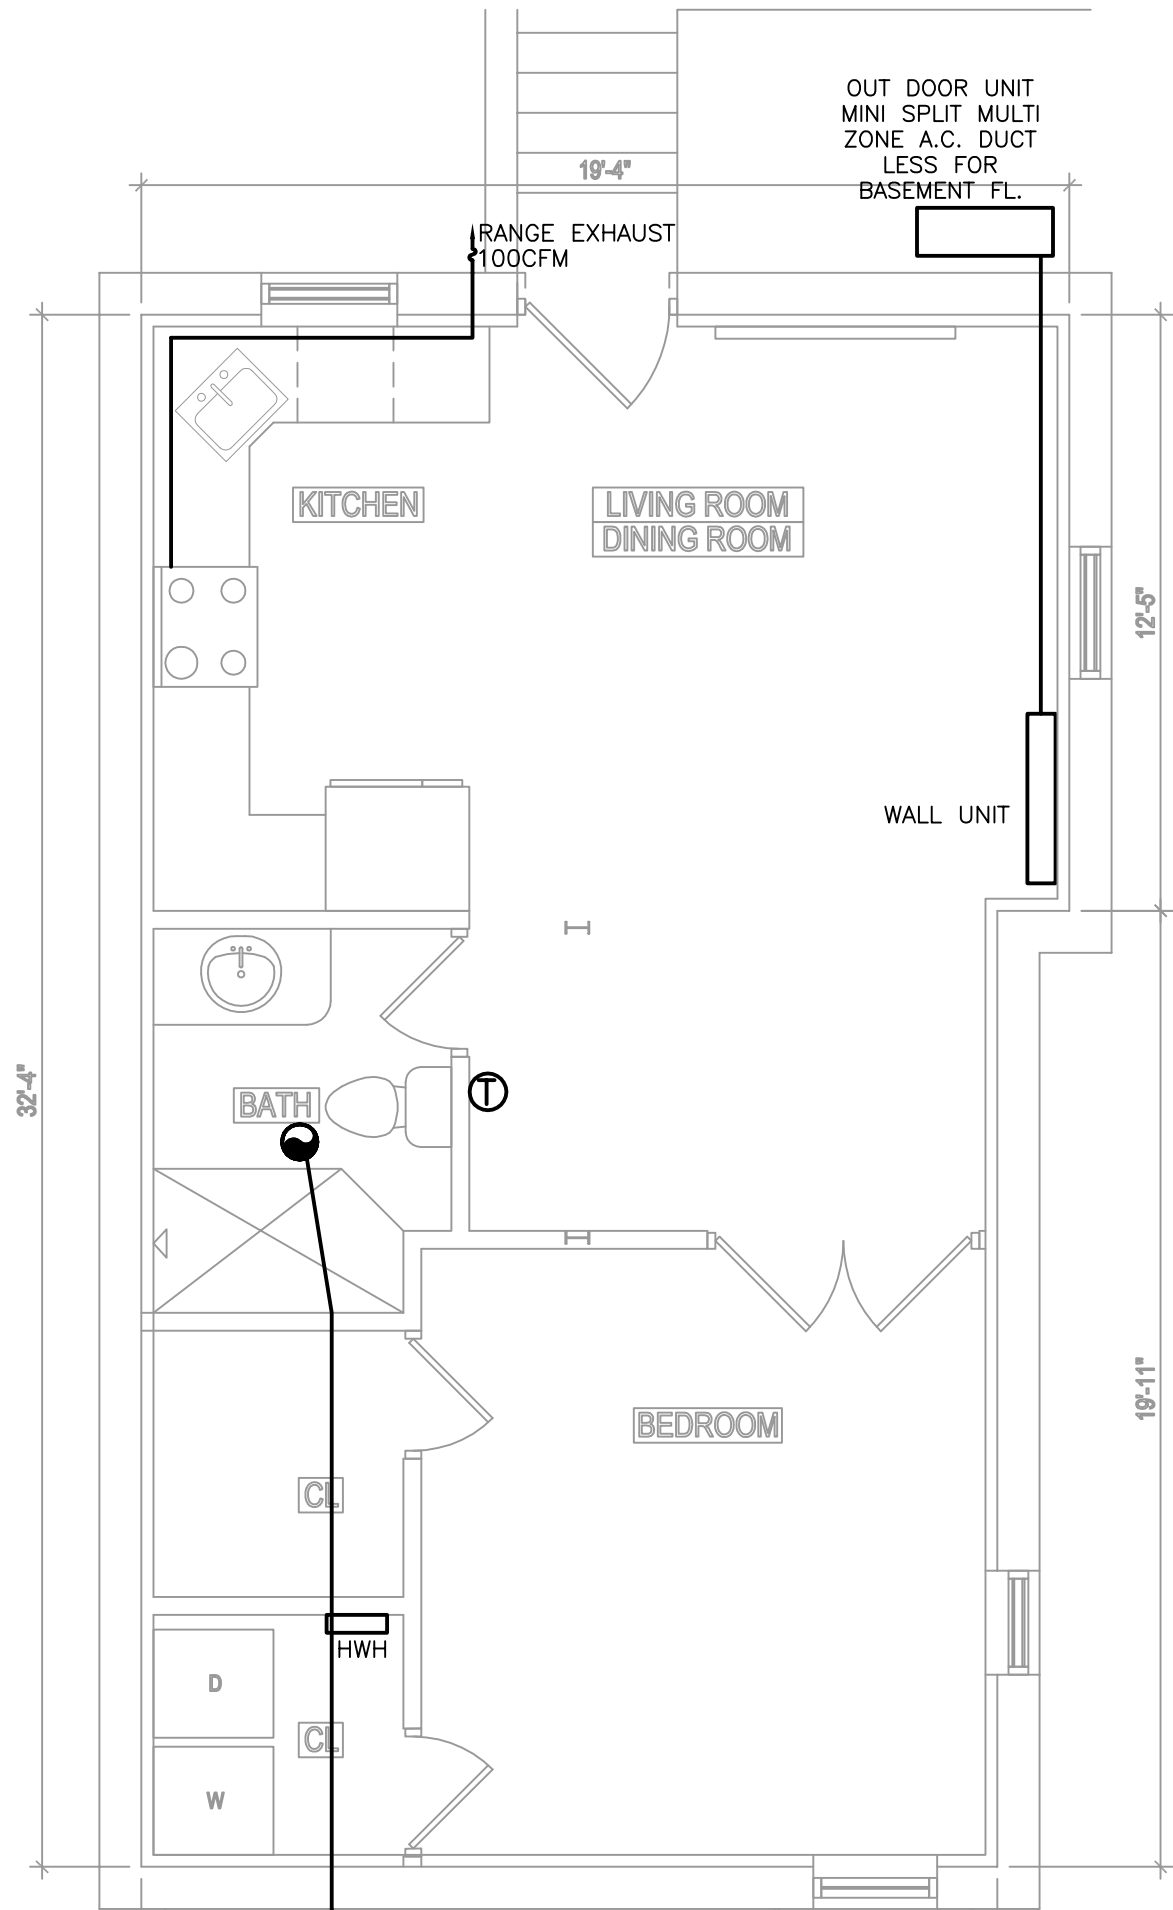 OUT DOOR UNIT
MINI SPLIT MULTI
ZONE A.C. DUCT
LESS FOR
BASEMENT FL.
19'-4"
RANGE EXHAUST
100CFM
KITCHEN
LIVING ROOM
DINING ROOM
12'-5"
WALL UNIT
32'-4"
BATH
T
19'-11"
BEDROOM
CL
HWH
D
CL
W